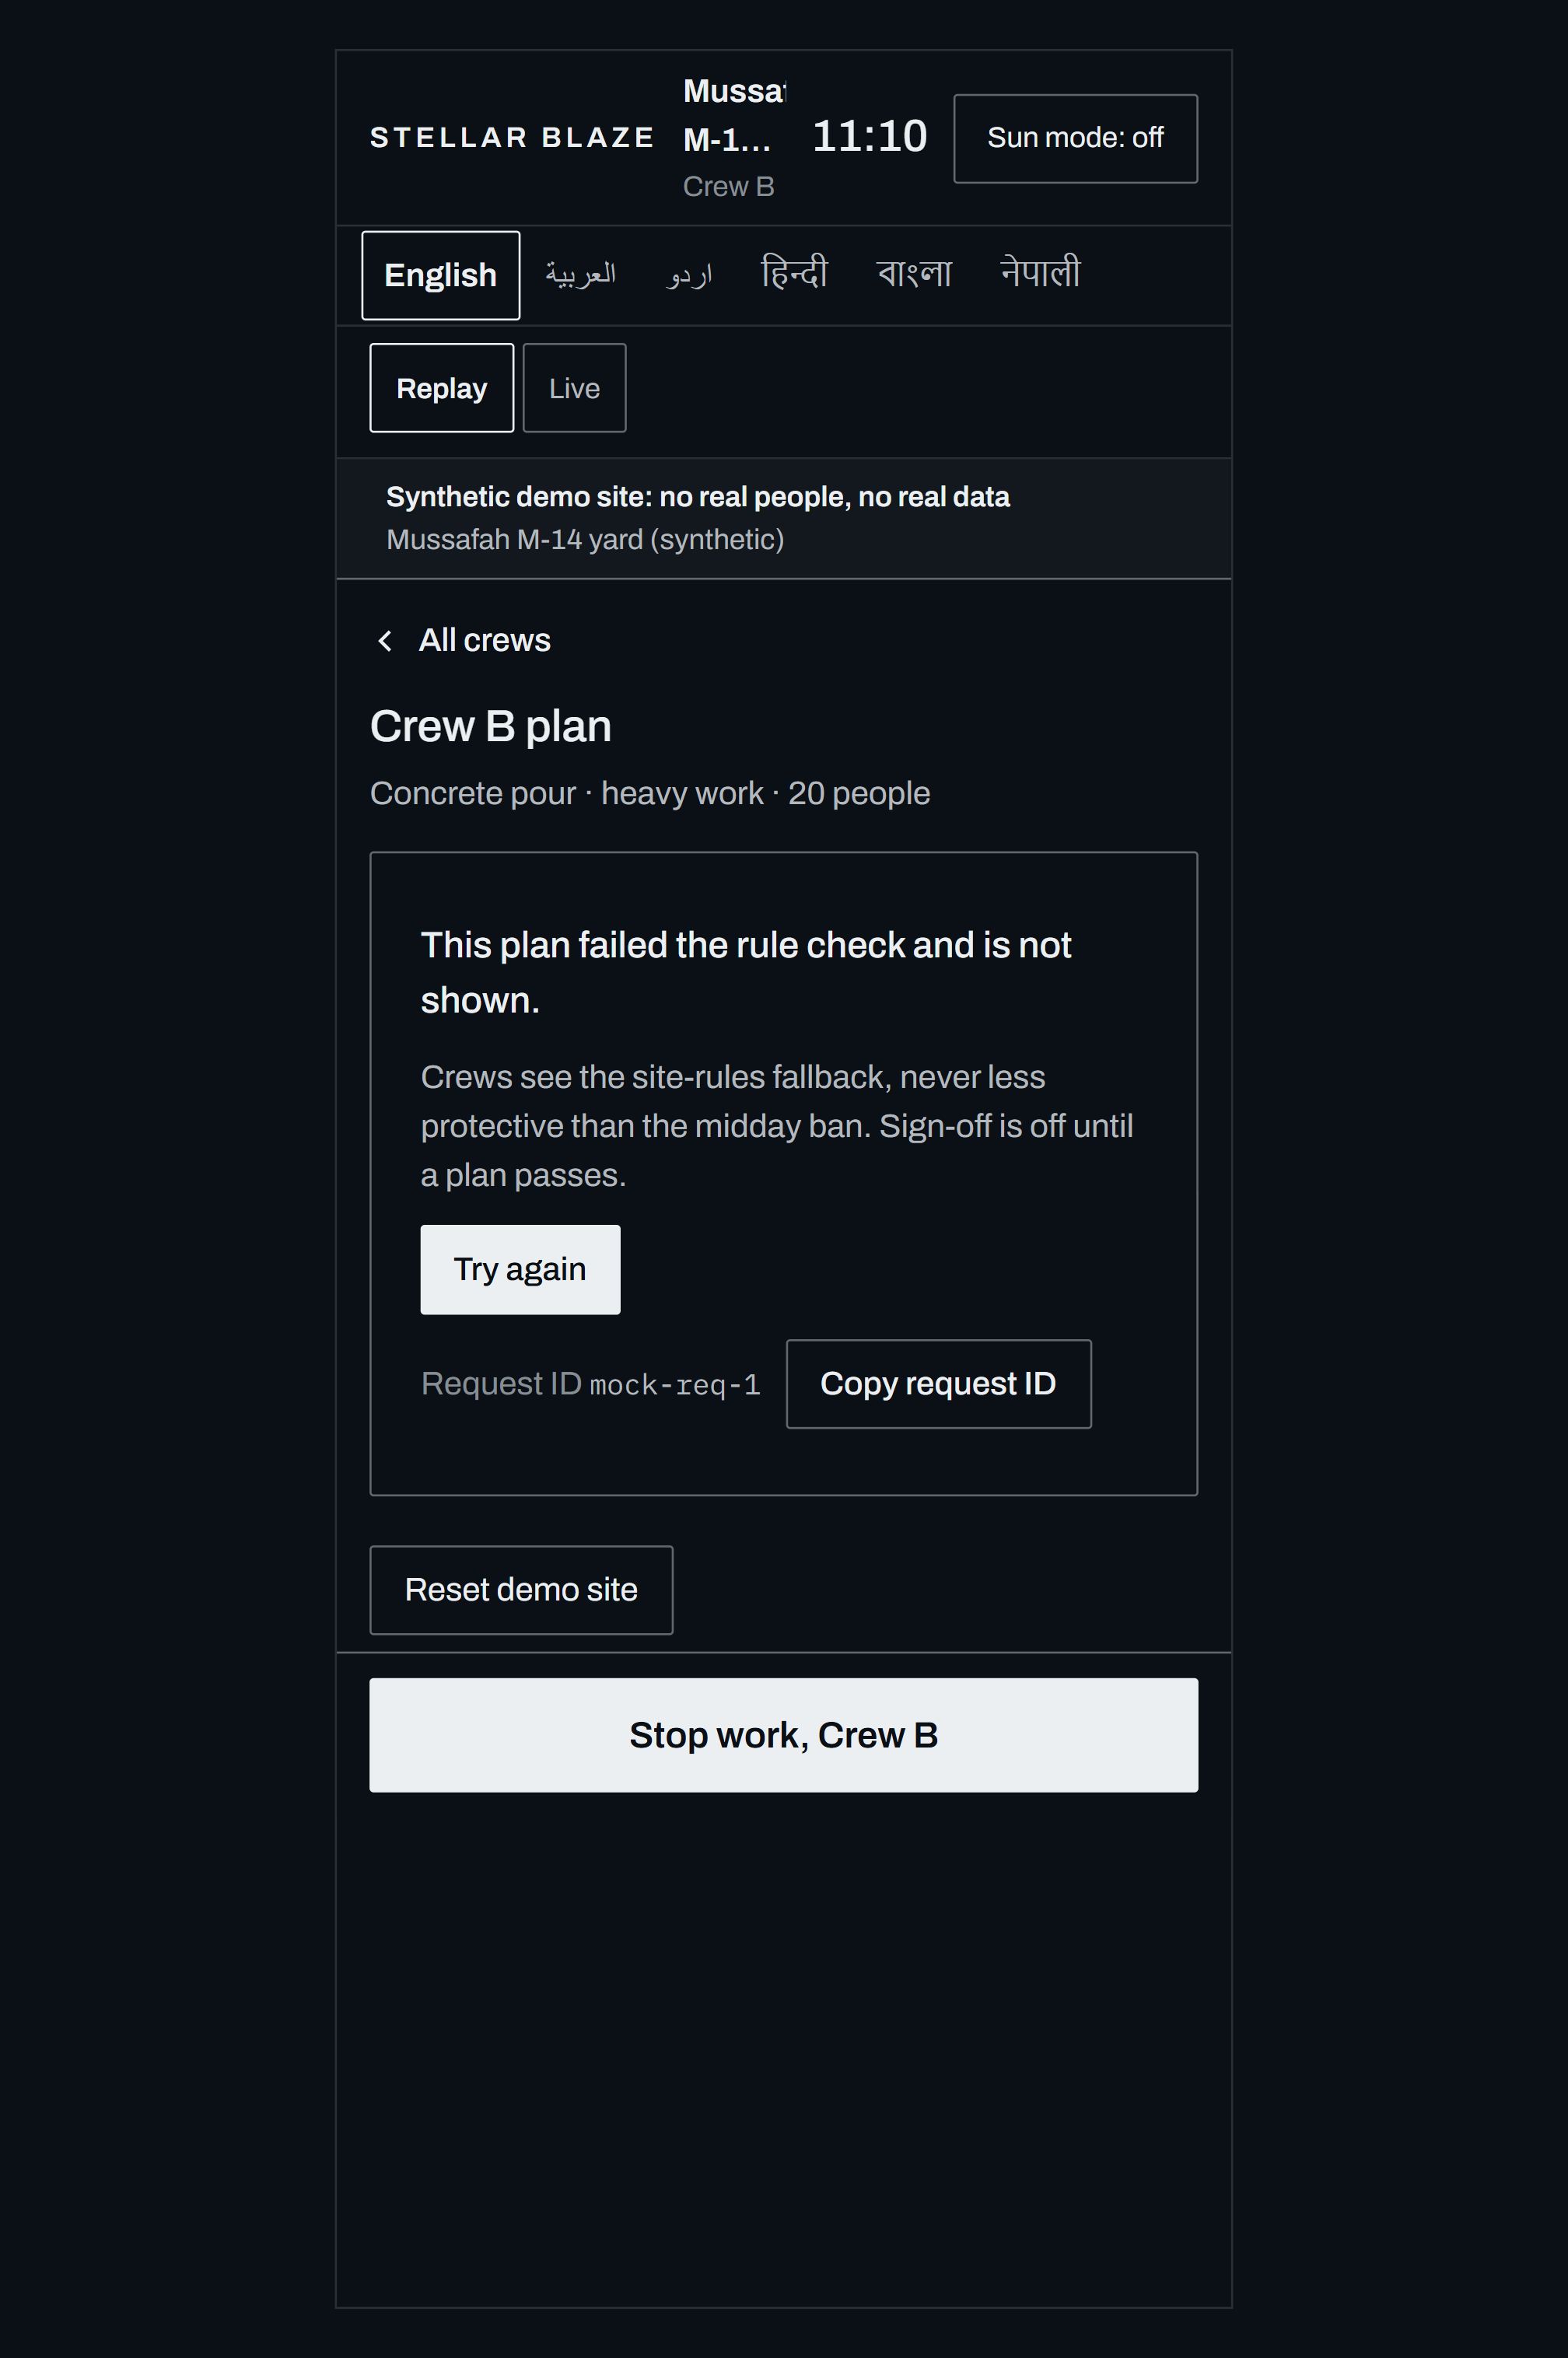 STELLAR BLAZE
Mussaf
M-1...
Crew B
11:10
Sun mode: off
English العربية اردو हिन्दी বাংলা नेपाली
Replay Live
Synthetic demo site: no real people, no real data
Mussafah M-14 yard (synthetic)
All crews
Crew B plan
Concrete pour · heavy work · 20 people
This plan failed the rule check and is not
shown.
Crews see the site-rules fallback, never less
protective than the midday ban. Sign-off is off until
a plan passes.
Try again
Request ID mock-req-1 Copy request ID
Reset demo site
Stop work, Crew B